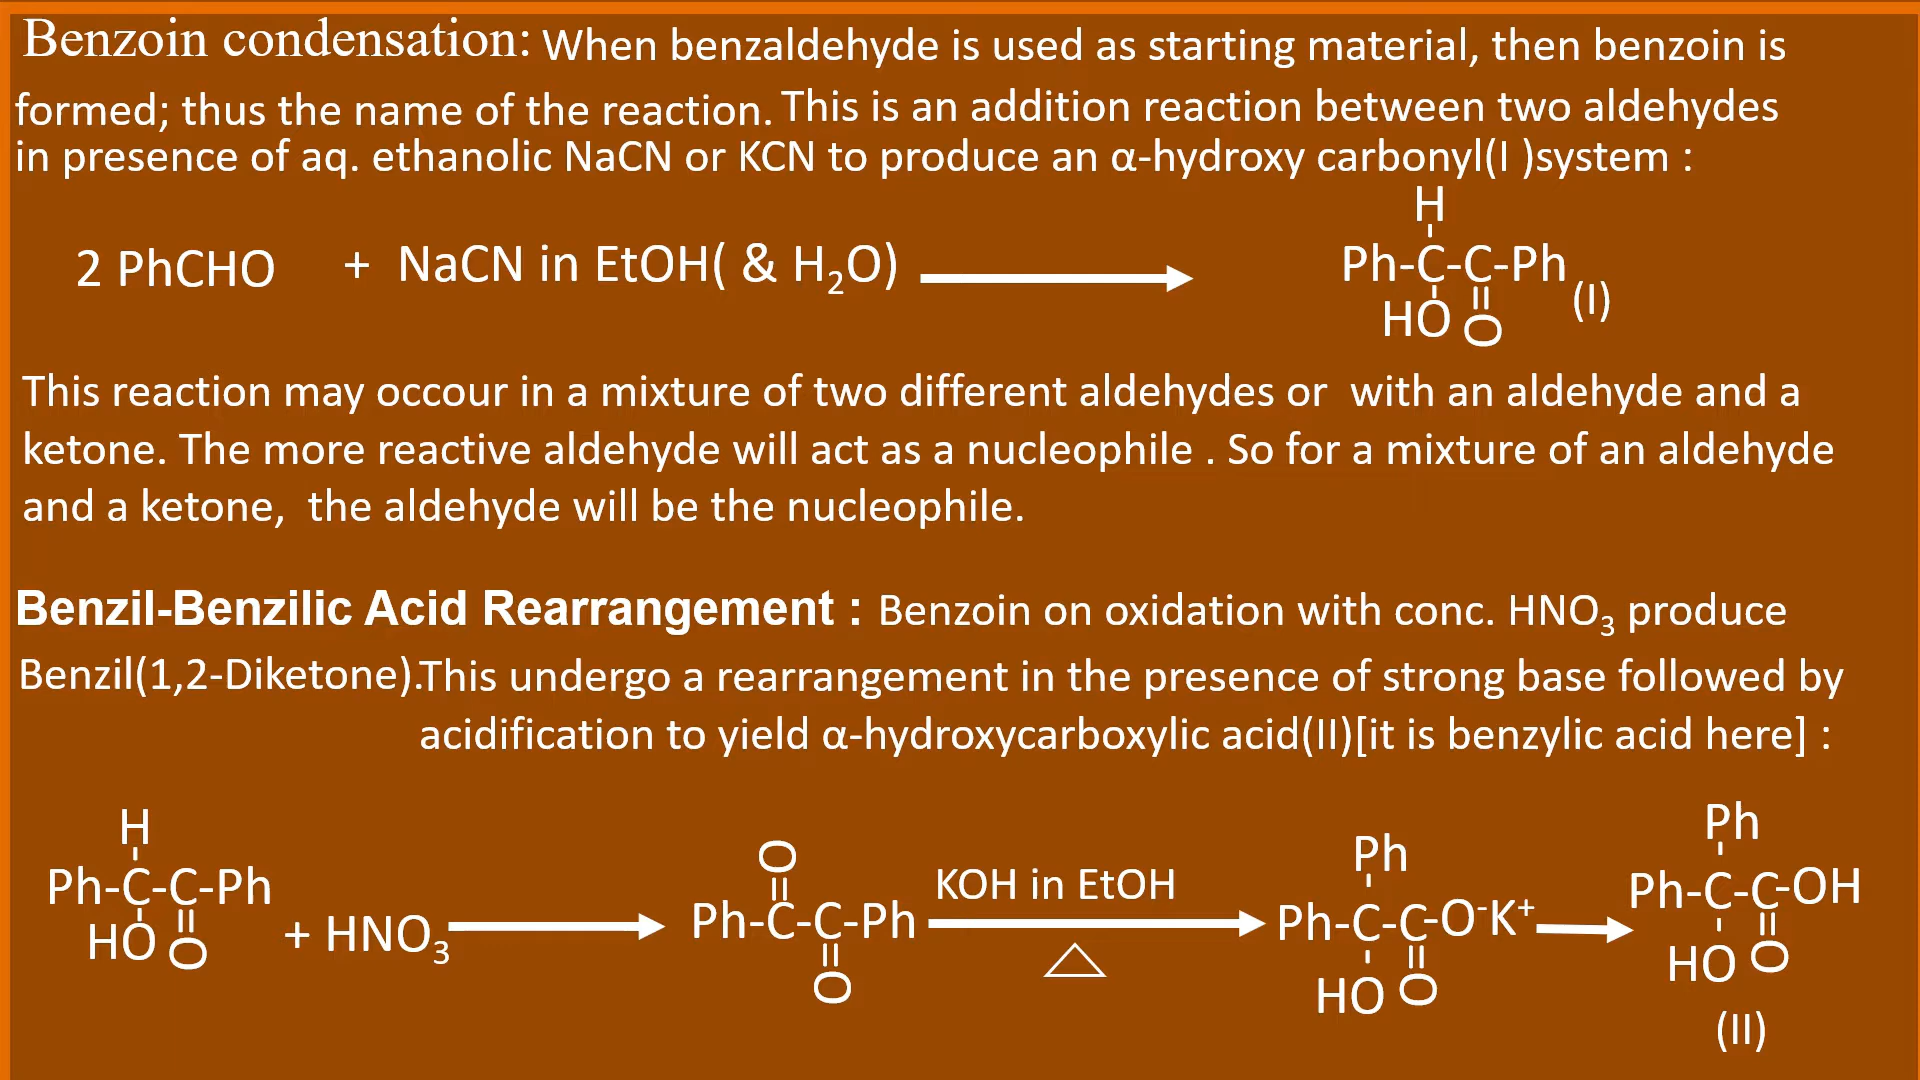 Benzoin condensation: When benzaldehyde is used as starting material, then benzoin is
formed; thus the name of the reaction. This is an addition reaction between two aldehydes
in presence of aq. ethanolic NaCN or KCN to produce an α-hydroxy carbonyl(I )system :
H
2 PhCHO + NaCN in EtOH( & H₂O) Ph-C-C-Ph
HO O (I)
This reaction may occour in a mixture of two different aldehydes or with an aldehyde and a
ketone. The more reactive aldehyde will act as a nucleophile . So for a mixture of an aldehyde
and a ketone, the aldehyde will be the nucleophile.
Benzil-Benzilic Acid Rearrangement : Benzoin on oxidation with conc. HNO₃ produce
Benzil(1,2-Diketone).This undergo a rearrangement in the presence of strong base followed by
acidification to yield α-hydroxycarboxylic acid(II)[it is benzylic acid here] :
H O Ph Ph
Ph-C-C-Ph + HNO₃ Ph-C-C-Ph KOH in EtOH Ph-C-C-O⁻K⁺ Ph-C-C-OH
HO O O △ HO O HO O
(II)